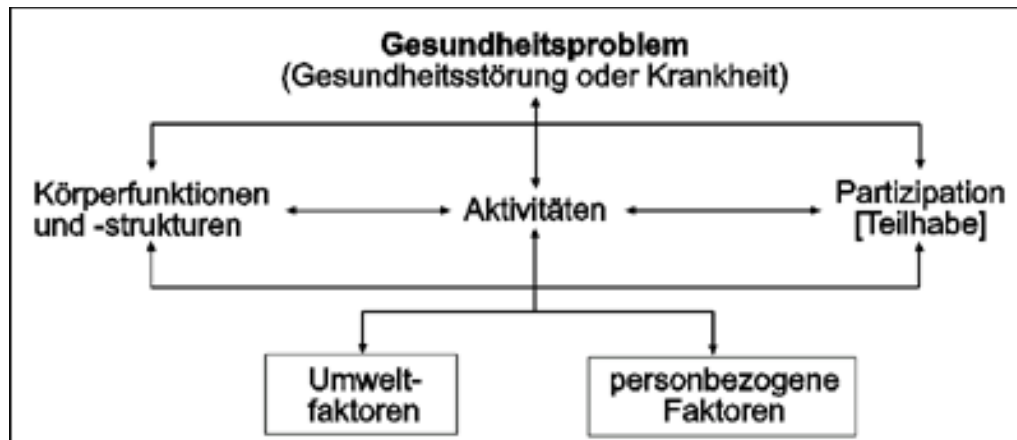 Gesundheitsproblem
(Gesundheitsstörung oder Krankheit)
Körperfunktionen
und -strukturen
Aktivitäten
Partizipation
[Teilhabe]
Umwelt-
faktoren
personbezogene
Faktoren